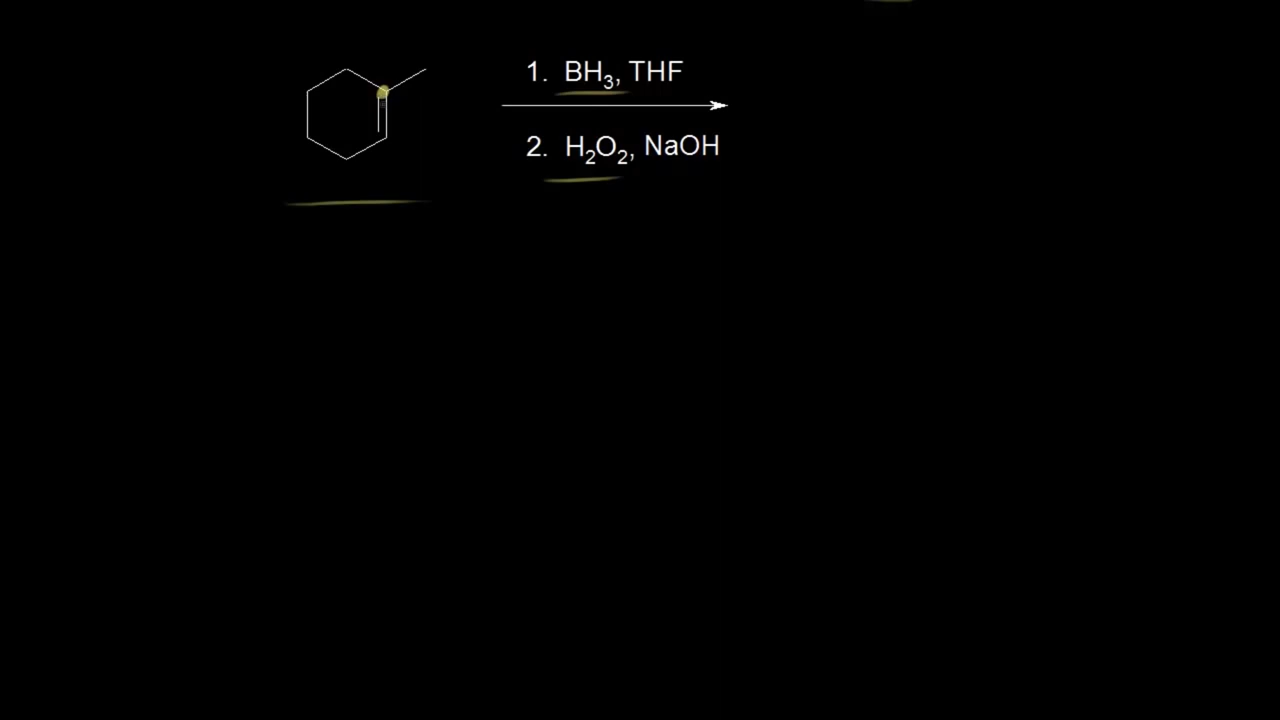 1. BH₃, THF
2. H₂O₂, NaOH